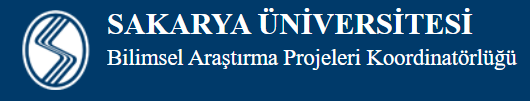 SAKARYA ÜNİVERSİTESİ
Bilimsel Araştırma Projeleri Koordinatörlüğü